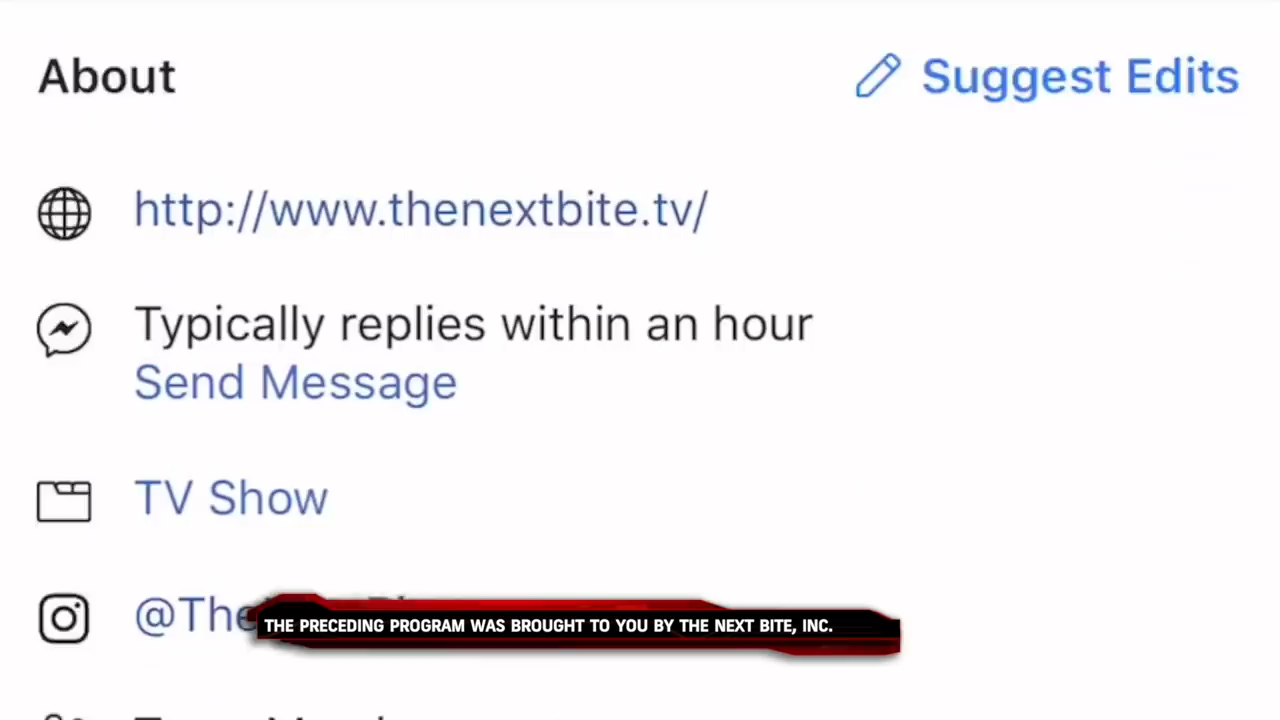 About
Suggest Edits
http://www.thenextbite.tv/
Typically replies within an hour
Send Message
TV Show
@The
THE PRECEDING PROGRAM WAS BROUGHT TO YOU BY THE NEXT BITE, INC.